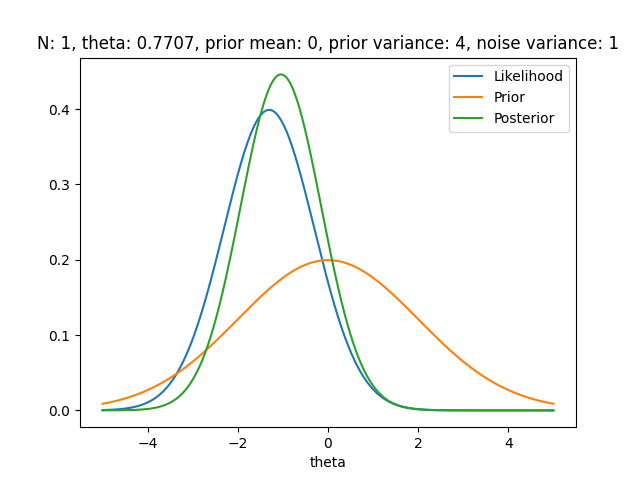 N: 1, theta: 0.7707, prior mean: 0, prior variance: 4, noise variance: 1
Likelihood
Prior
Posterior
0.4
0.3
0.2
0.1
0.0
−4
−2
0
2
4
theta